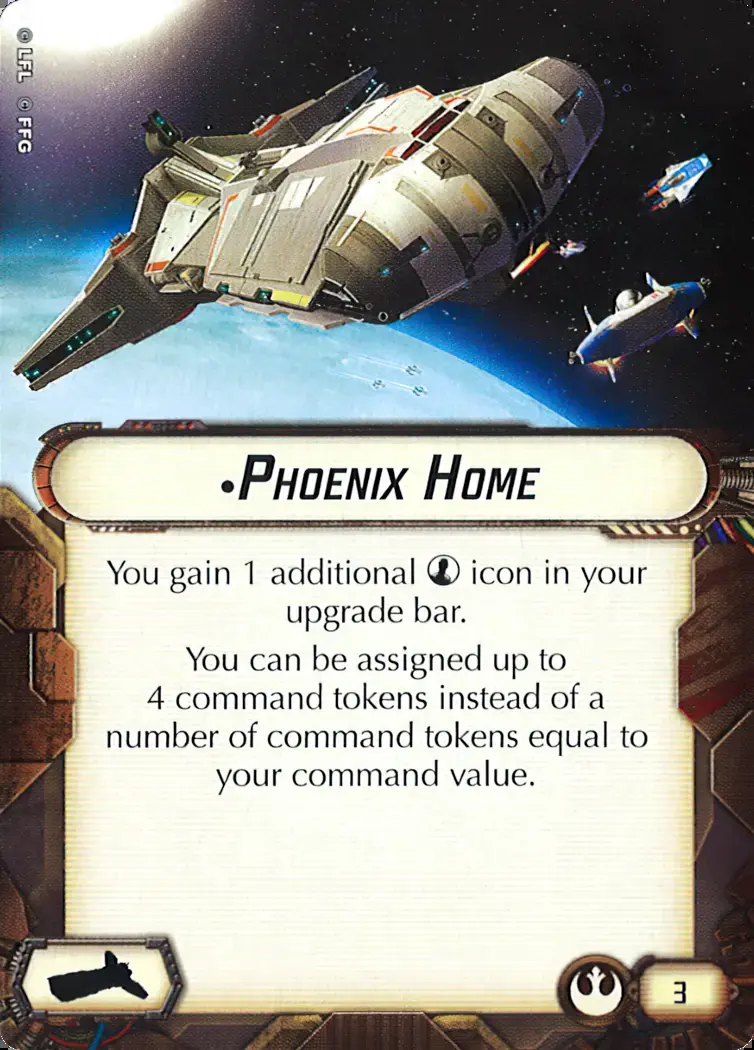 © LFL © FFG
•PHOENIX HOME
You gain 1 additional icon in your
upgrade bar.
You can be assigned up to
4 command tokens instead of a
number of command tokens equal to
your command value.
3